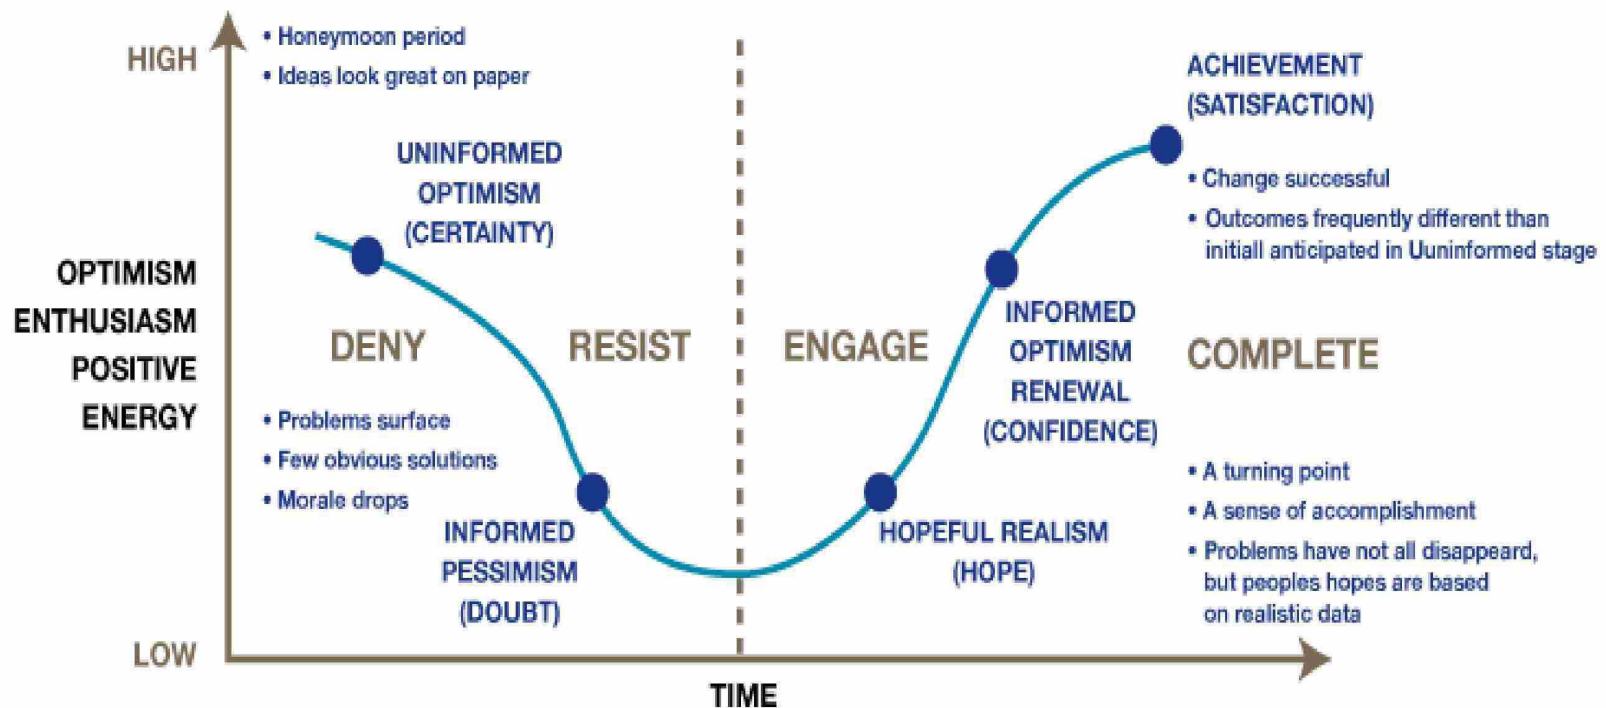 HIGH
• Honeymoon period
• Ideas look great on paper
UNINFORMED
OPTIMISM
(CERTAINTY)
ACHIEVEMENT
(SATISFACTION)
• Change successful
• Outcomes frequently different than
initiall anticipated in Uuninformed stage
OPTIMISM
ENTHUSIASM
POSITIVE
ENERGY
DENY
RESIST
ENGAGE
COMPLETE
INFORMED
OPTIMISM
RENEWAL
(CONFIDENCE)
• Problems surface
• Few obvious solutions
• Morale drops
INFORMED
PESSIMISM
(DOUBT)
HOPEFUL REALISM
(HOPE)
• A turning point
• A sense of accomplishment
• Problems have not all disappeard,
but peoples hopes are based
on realistic data
LOW
TIME